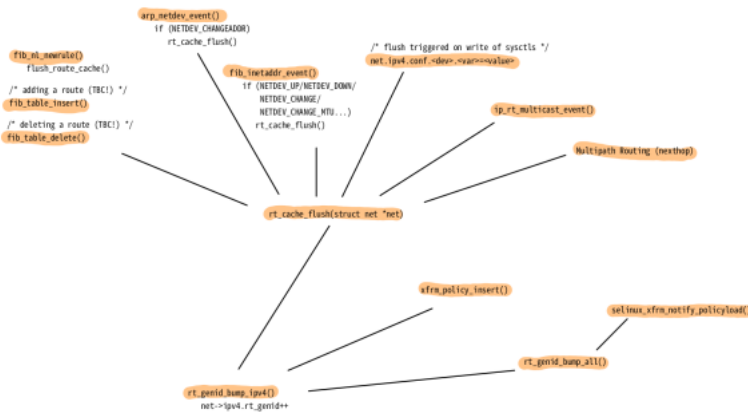 arp_netdev_event()
if (NETDEV_CHANGEADDR)
rt_cache_flush()
fib_nl_newrule()
flush_route_cache()
/* adding a route (TBC!) */
fib_table_insert()
/* deleting a route (TBC!) */
fib_table_delete()
fib_inetaddr_event()
if (NETDEV_UP/NETDEV_DOWN/
NETDEV_CHANGE/
NETDEV_CHANGE_MTU...)
rt_cache_flush()
/* flush triggered on write of sysctls */
net.ipv4.conf.<dev>.<var>=<value>
ip_rt_multicast_event()
Multipath Routing (nexthop)
rt_cache_flush(struct net *net)
xfrm_policy_insert()
selinux_xfrm_notify_policyload()
rt_genid_bump_all()
rt_genid_bump_ipv4()
net->ipv4.rt_genid++